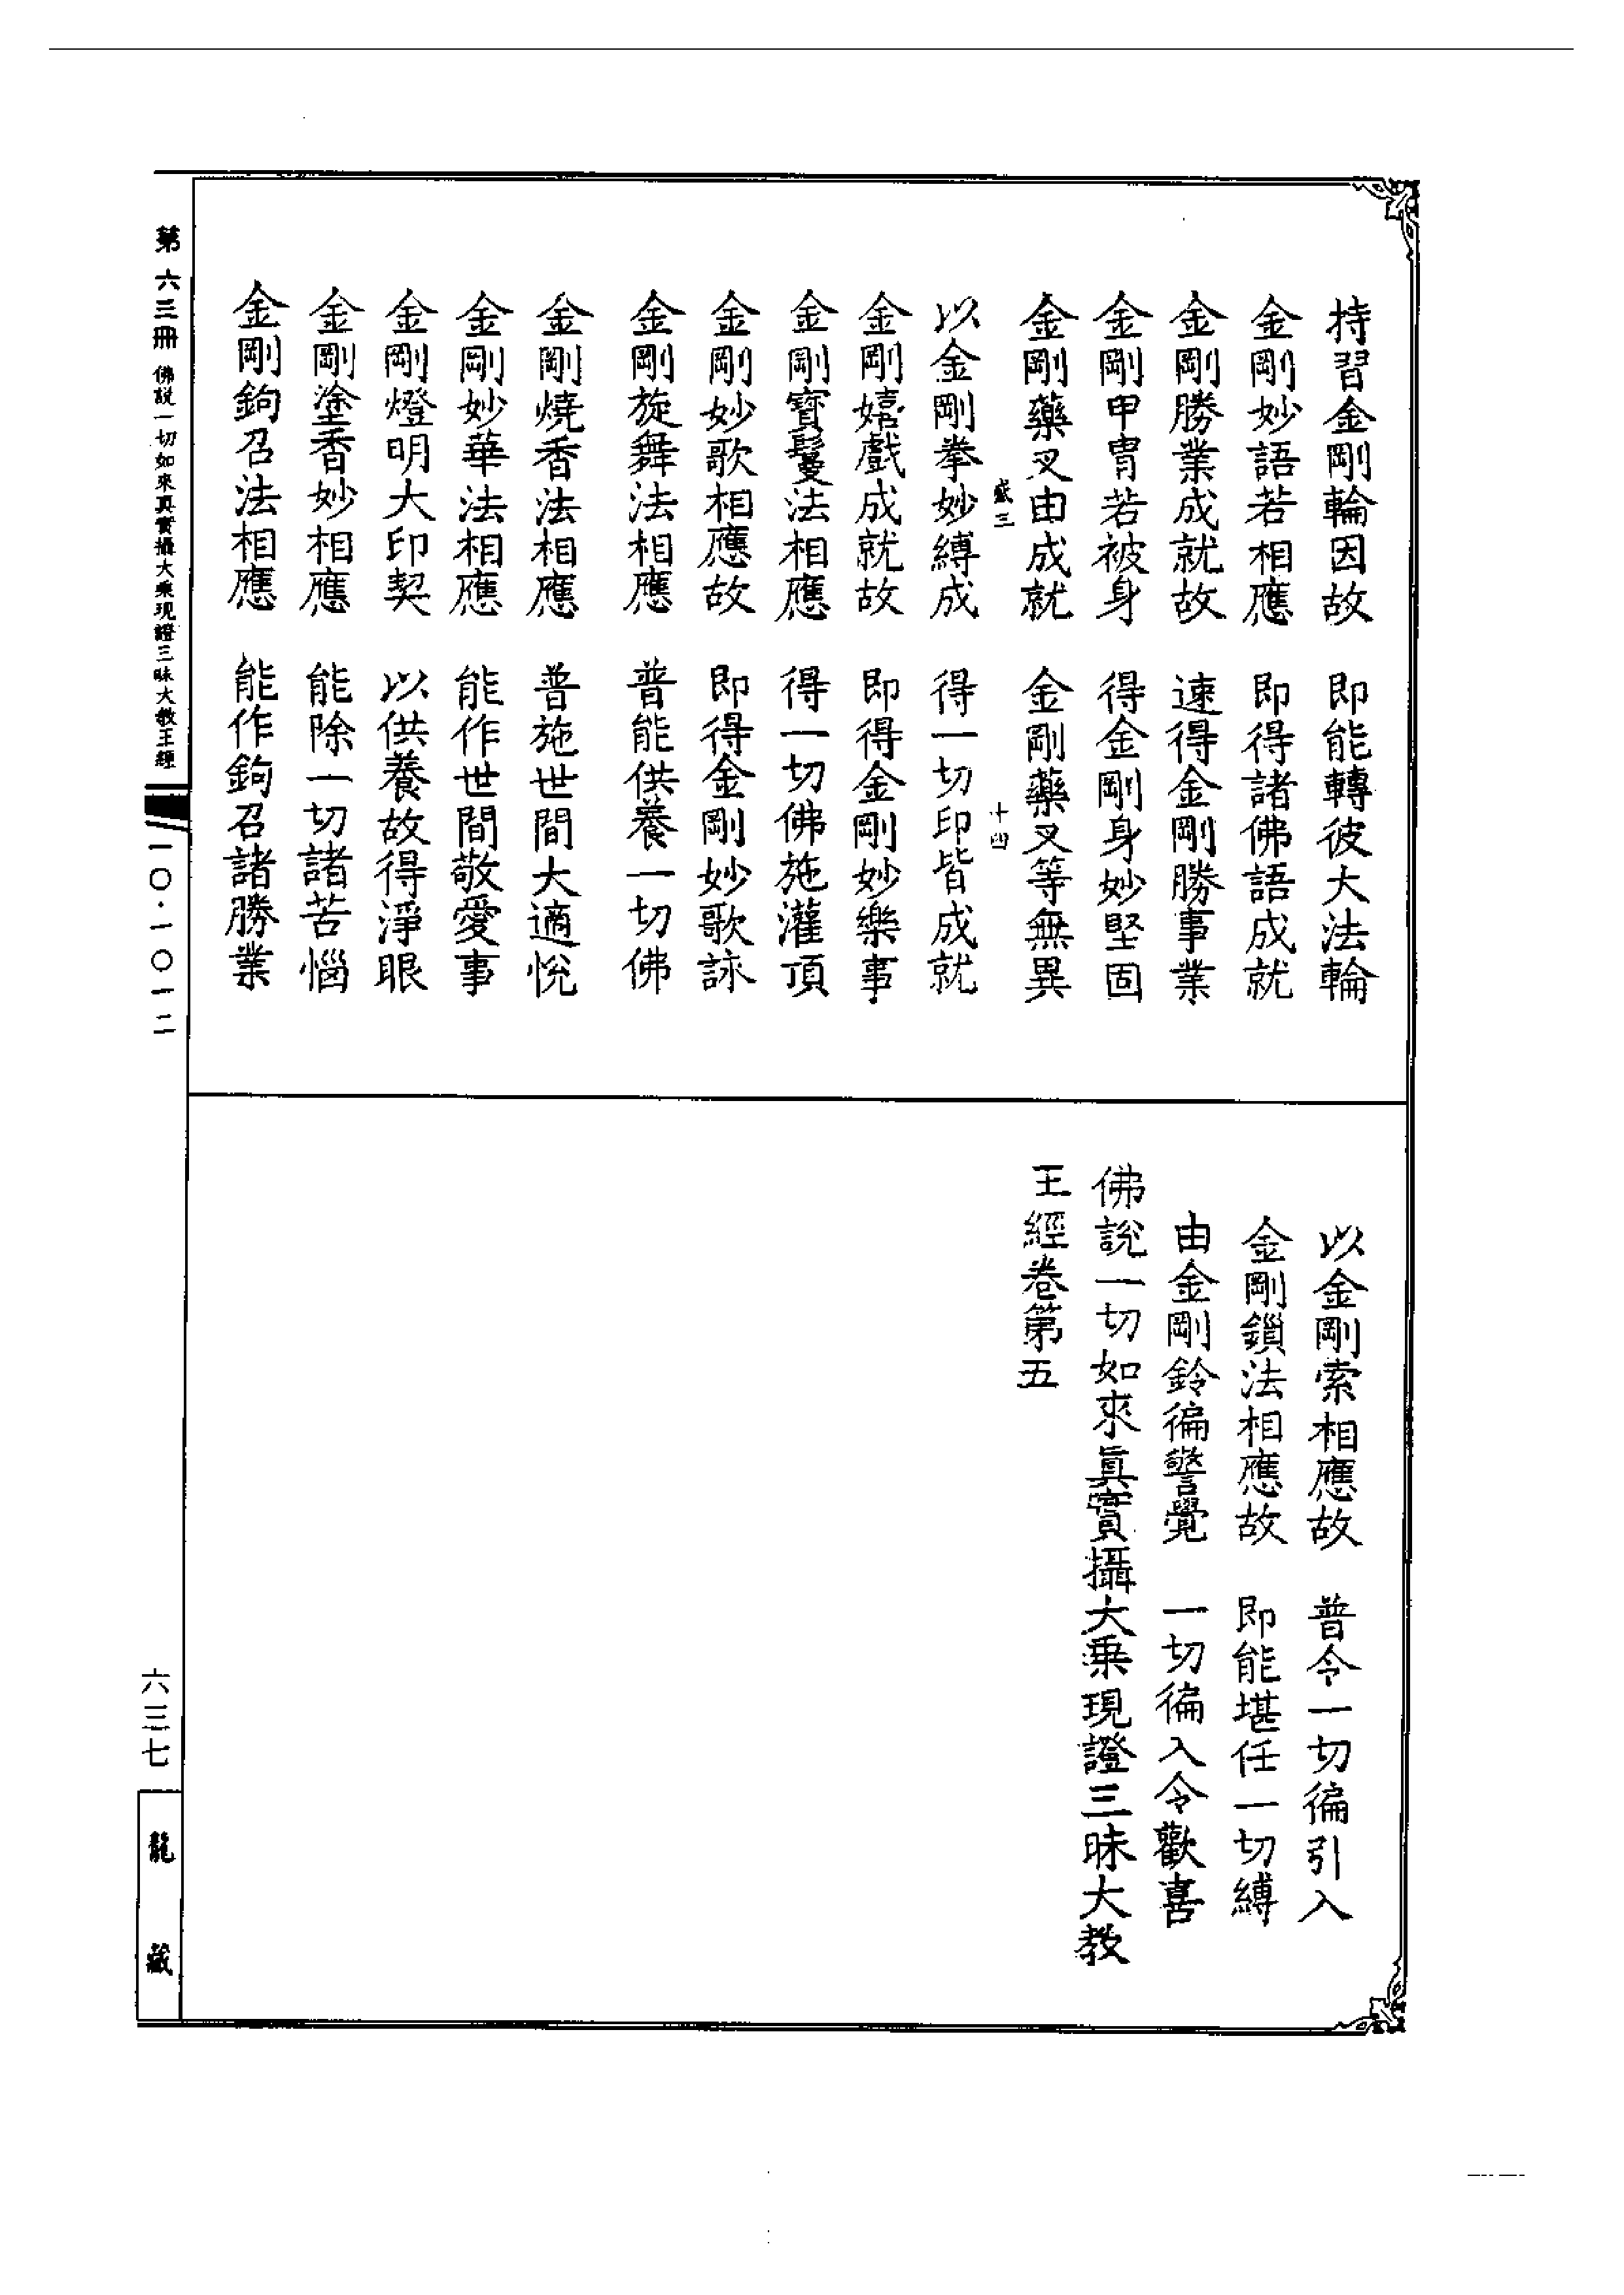 持習金剛輪因故　即能轉彼大法輪
金剛妙語若相應　即得諸佛語成就
金剛勝業成就故　速得金剛勝事業
金剛甲冑若被身　得金剛身妙堅固
金剛藥叉由成就　金剛藥叉等無異
盛三　十四
以金剛拳妙縛成　得一切印皆成就
金剛嬉戲成就故　即得金剛妙樂事
金剛寶鬘法相應　得一切佛施灌頂
金剛妙歌相應故　即得金剛妙歌詠
金剛旋舞法相應　普能供養一切佛
金剛燒香法相應　普施世間大適悅
金剛妙華法相應　能作世間敬愛事
金剛燈明大印契　以供養故得淨眼
金剛塗香妙相應　能除一切諸苦惱
金剛鉤召法相應　能作鉤召諸勝業
以金剛索相應故　普令一切徧引入
金剛鎖法相應故　即能堪任一切縛
由金剛鈴徧警覺　一切徧入令歡喜
佛說一切如來真實攝大乗現證三昧大教
王經卷第五
第六三冊　佛説一切如來真實攝大乘現證三昧大教王經
一〇·一〇一二
六三七
龍藏